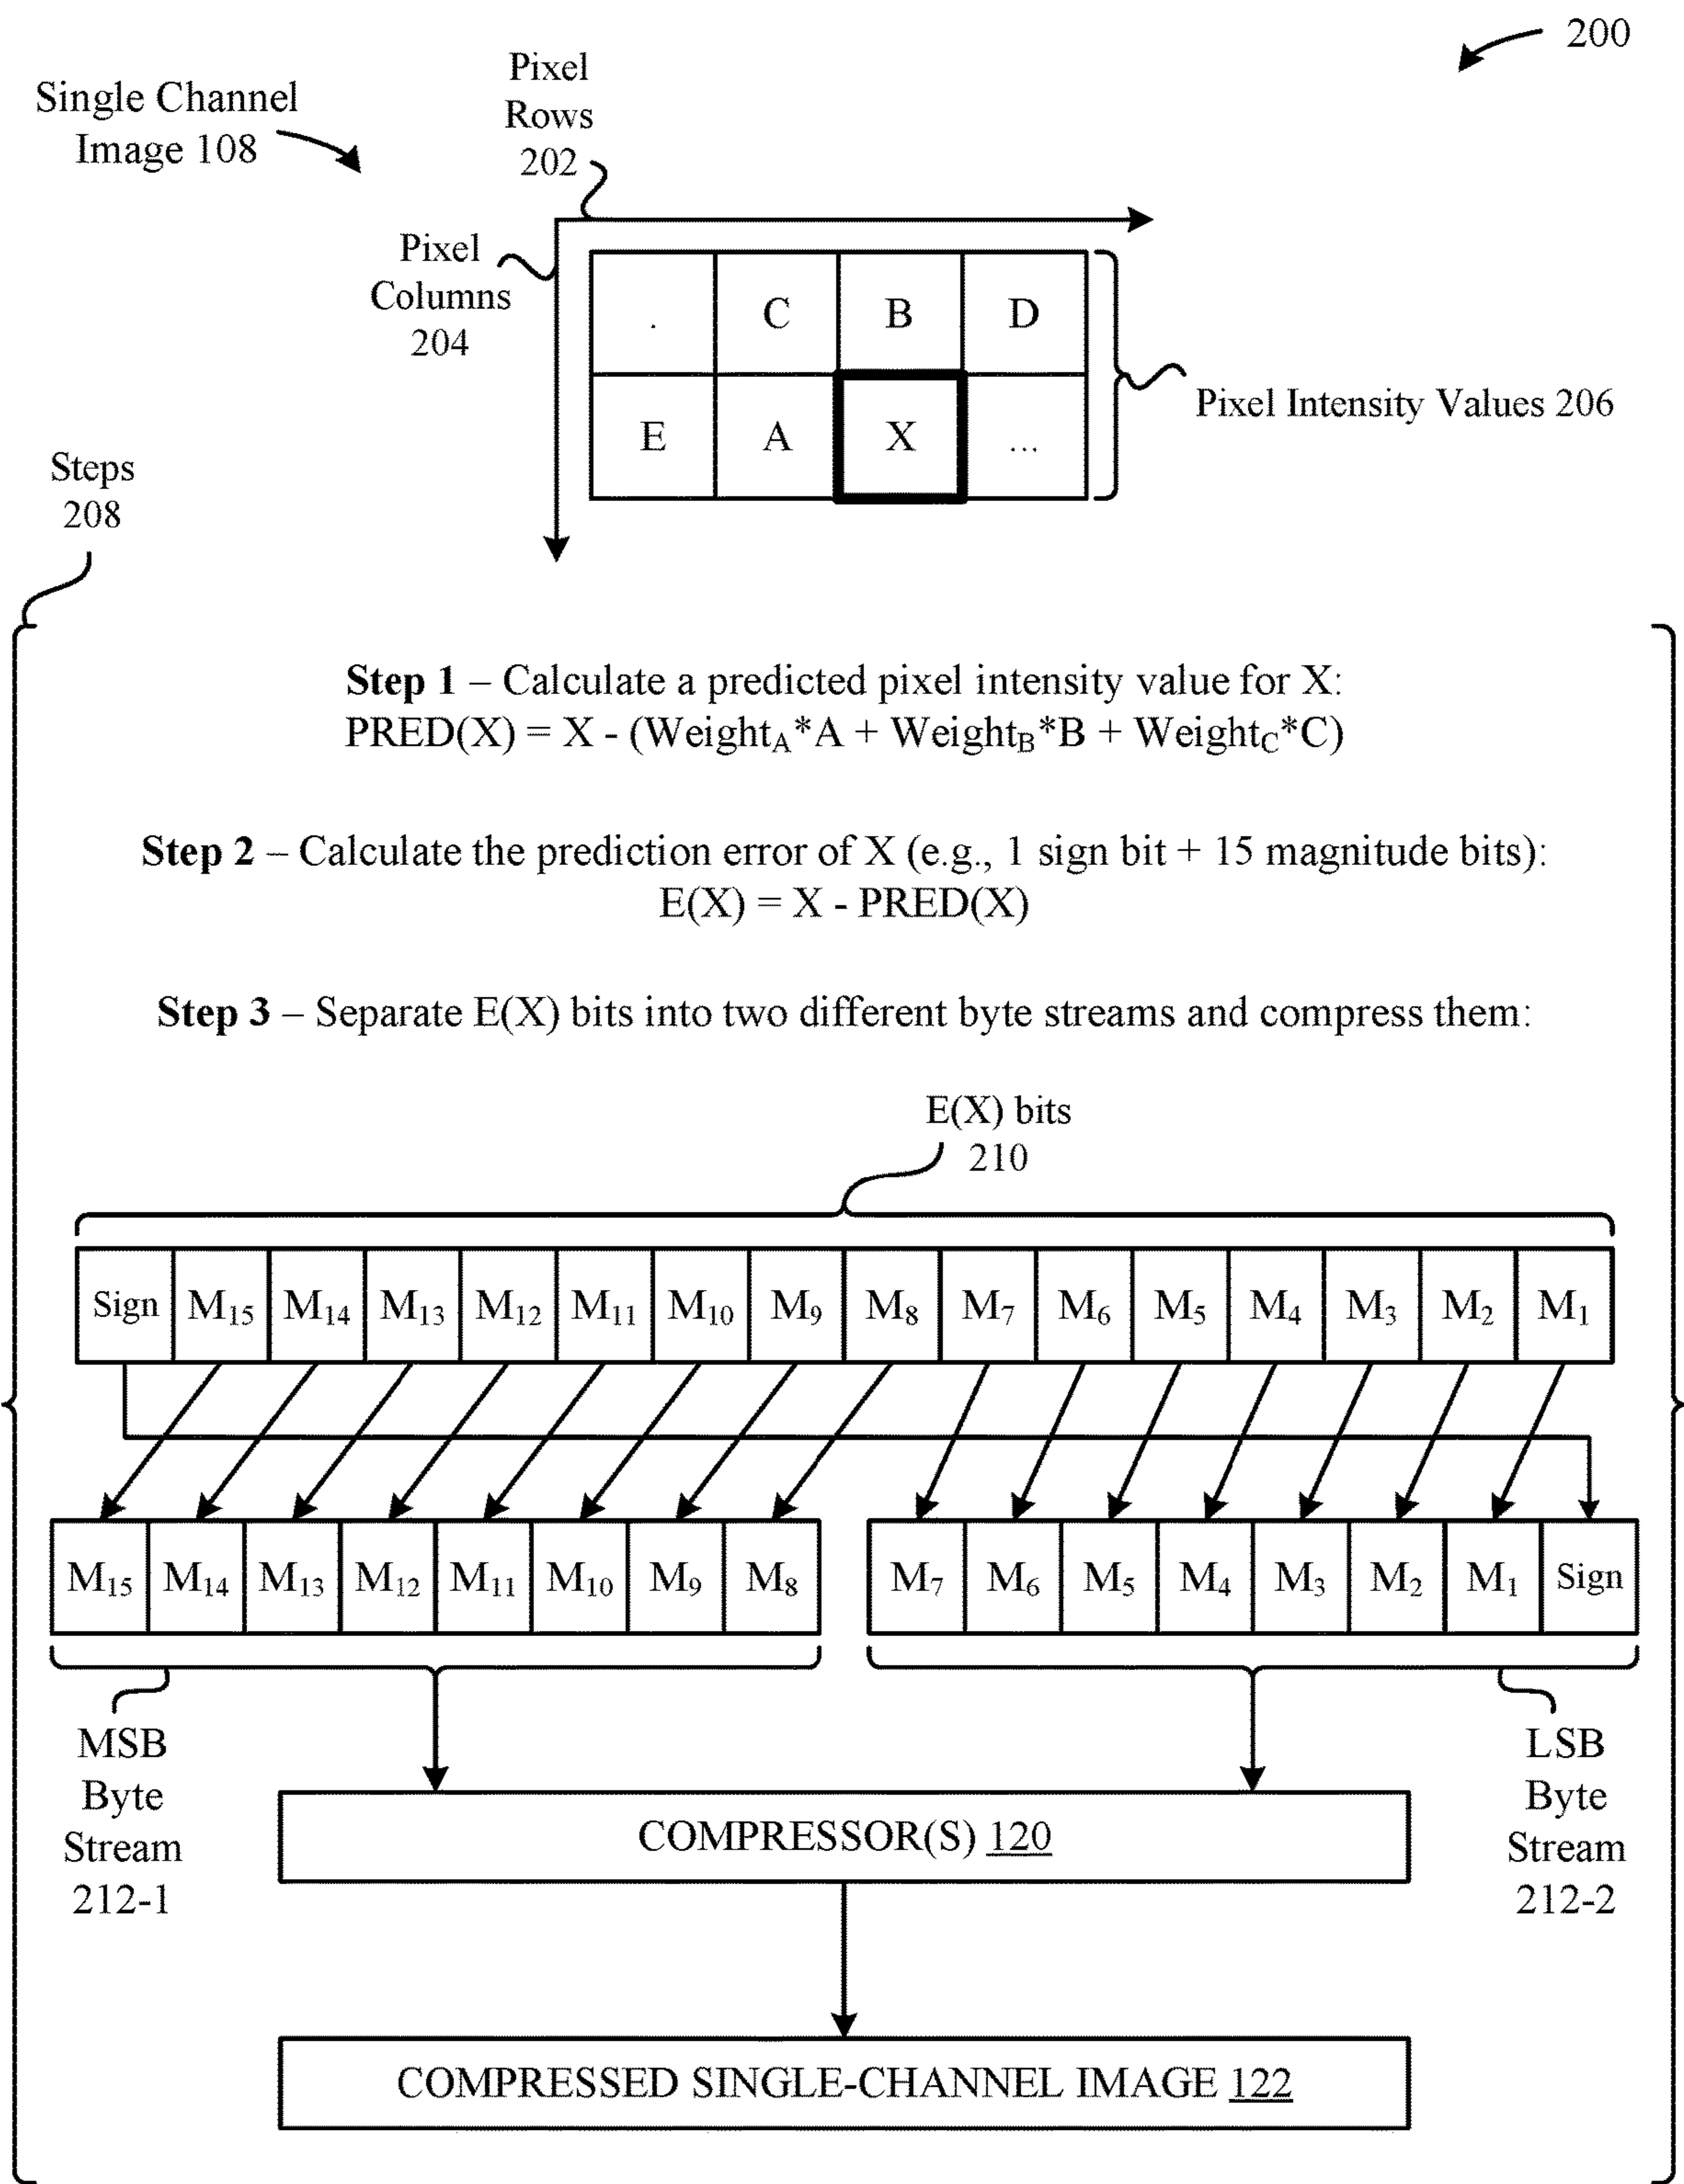 200
Single Channel
Image 108
Pixel
Rows
202
Pixel
Columns
204
. C B D
E A X ...
Pixel Intensity Values 206
Steps
208
Step 1 – Calculate a predicted pixel intensity value for X:
PRED(X) = X - (Weight_A*A + Weight_B*B + Weight_C*C)
Step 2 – Calculate the prediction error of X (e.g., 1 sign bit + 15 magnitude bits):
E(X) = X - PRED(X)
Step 3 – Separate E(X) bits into two different byte streams and compress them:
E(X) bits
210
Sign M₁₅ M₁₄ M₁₃ M₁₂ M₁₁ M₁₀ M₉ M₈ M₇ M₆ M₅ M₄ M₃ M₂ M₁
M₁₅ M₁₄ M₁₃ M₁₂ M₁₁ M₁₀ M₉ M₈ M₇ M₆ M₅ M₄ M₃ M₂ M₁ Sign
MSB
Byte
Stream
212-1
LSB
Byte
Stream
212-2
COMPRESSOR(S) 120
COMPRESSED SINGLE-CHANNEL IMAGE 122